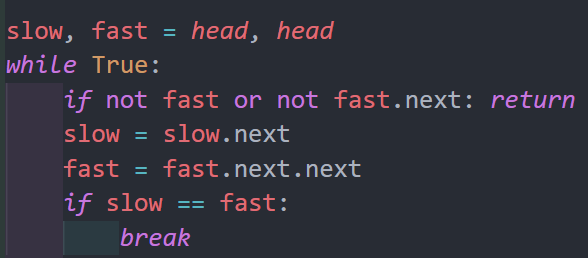 slow, fast = head, head
while True:
    if not fast or not fast.next: return
    slow = slow.next
    fast = fast.next.next
    if slow == fast:
        break